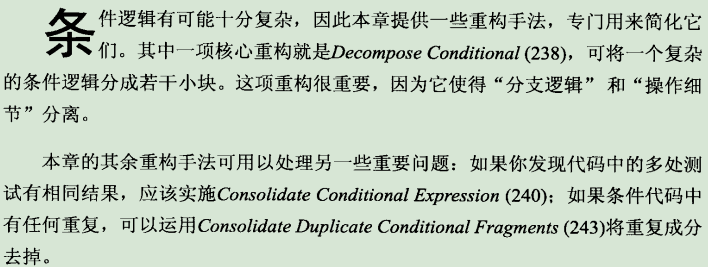 条件逻辑有可能十分复杂，因此本章提供一些重构手法，专门用来简化它
们。其中一项核心重构就是Decompose Conditional (238)，可将一个复杂
的条件逻辑分成若干小块。这项重构很重要，因为它使得“分支逻辑”和“操作细
节”分离。
本章的其余重构手法可用以处理另一些重要问题：如果你发现代码中的多处测
试有相同结果，应该实施Consolidate Conditional Expression (240)；如果条件代码中
有任何重复，可以运用Consolidate Duplicate Conditional Fragments (243)将重复成分
去掉。